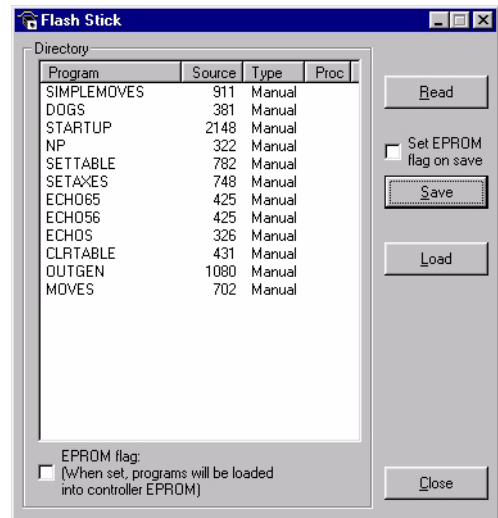 Flash Stick
Directory
Program Source Type Proc
SIMPLEMOVES 911 Manual
DOGS 381 Manual
STARTUP 2148 Manual
NP 322 Manual
SETTABLE 782 Manual
SETAXES 748 Manual
ECHO65 425 Manual
ECHO56 425 Manual
ECHOS 326 Manual
CLRTABLE 431 Manual
OUTGEN 1080 Manual
MOVES 702 Manual
EPROM flag:
(When set, programs will be loaded
into controller EPROM)
Read
Set EPROM
flag on save
Save
Load
Close